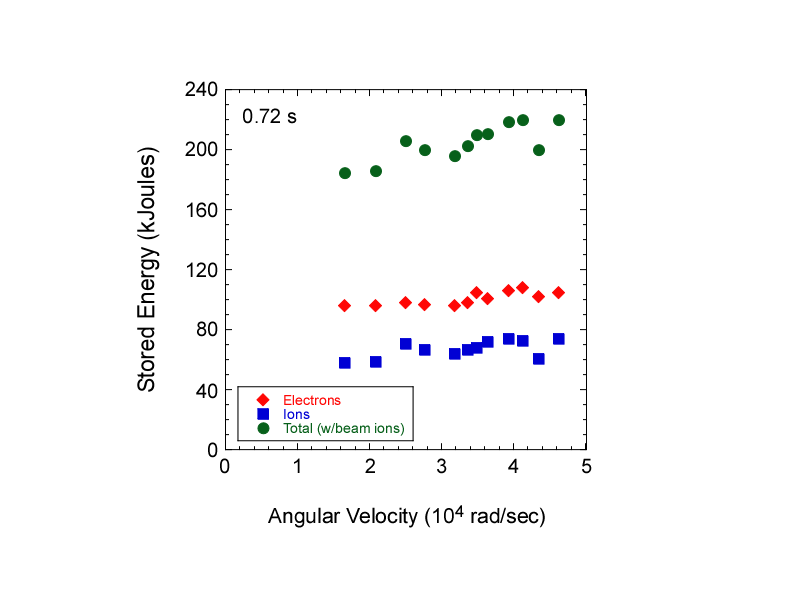 240
0.72 s
200
160
120
80
40
0
Stored Energy (kJoules)
Electrons
Ions
Total (w/beam ions)
0 1 2 3 4 5
Angular Velocity (10⁴ rad/sec)